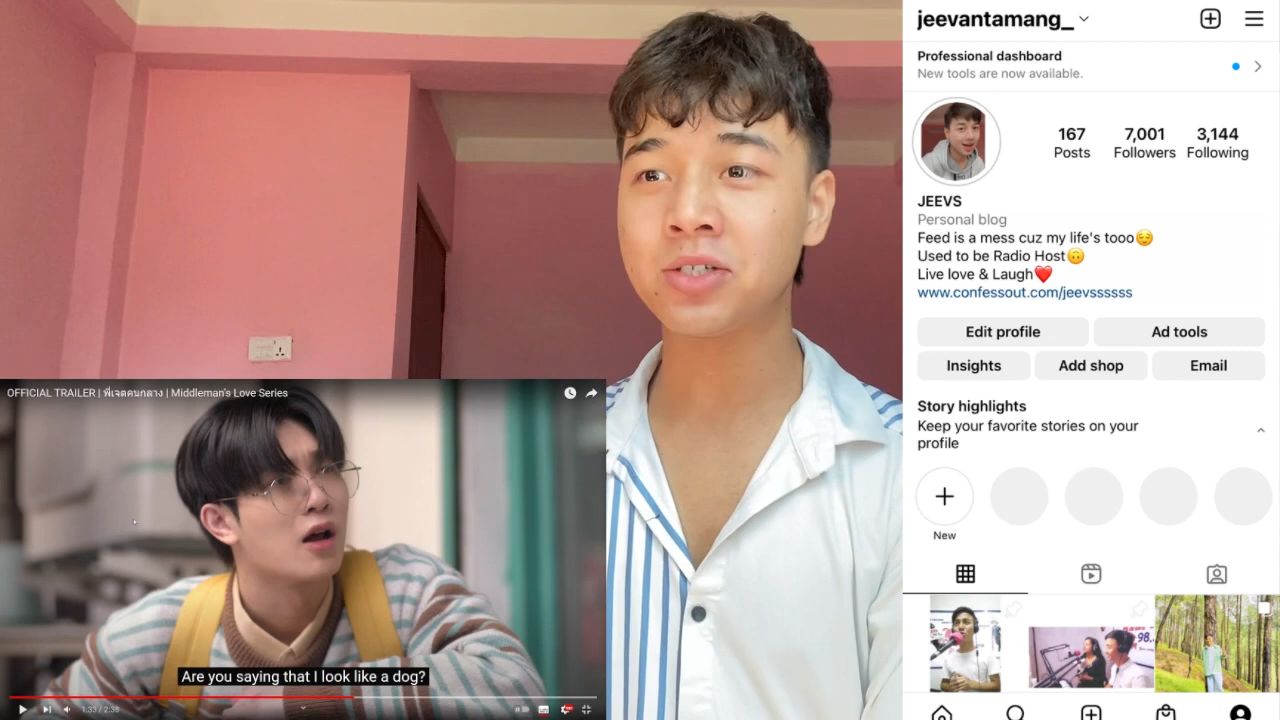 jeevantamang_
Professional dashboard
New tools are now available.
167
7,001
3,144
Posts
Followers
Following
JEEVS
Personal blog
Feed is a mess cuz my life's tooo😌
Used to be Radio Host🙃
Live love & Laugh❤️
www.confessout.com/jeevssssss
Edit profile
Ad tools
Insights
Add shop
Email
Story highlights
Keep your favorite stories on your
profile
New
OFFICIAL TRAILER | พี่เจตคนกลาง | Middleman's Love Series
Are you saying that I look like a dog?
1:33 / 2:38
98.